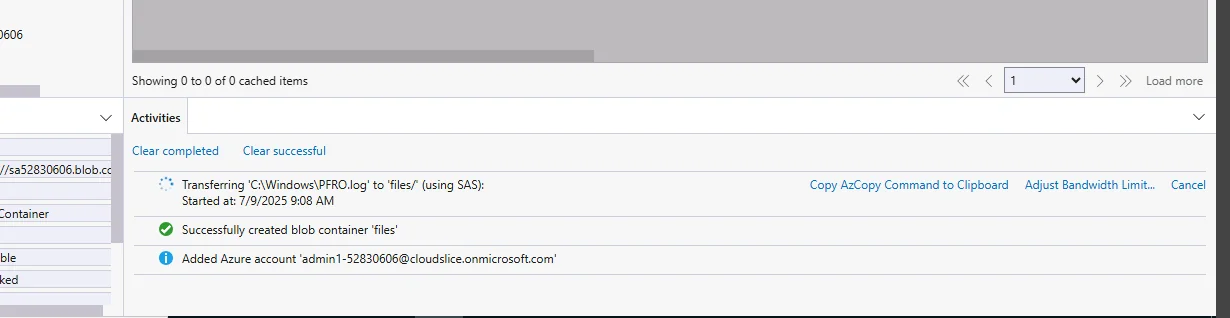 0606
Showing 0 to 0 of 0 cached items
1
Load more
Activities
Clear completed
Clear successful
//sa52830606.blob.cc
Transferring 'C:\Windows\PFRO.log' to 'files/' (using SAS):
Copy AzCopy Command to Clipboard
Adjust Bandwidth Limit...
Cancel
Started at: 7/9/2025 9:08 AM
Container
Successfully created blob container 'files'
ble
Added Azure account 'admin1-52830606@cloudslice.onmicrosoft.com'
ked